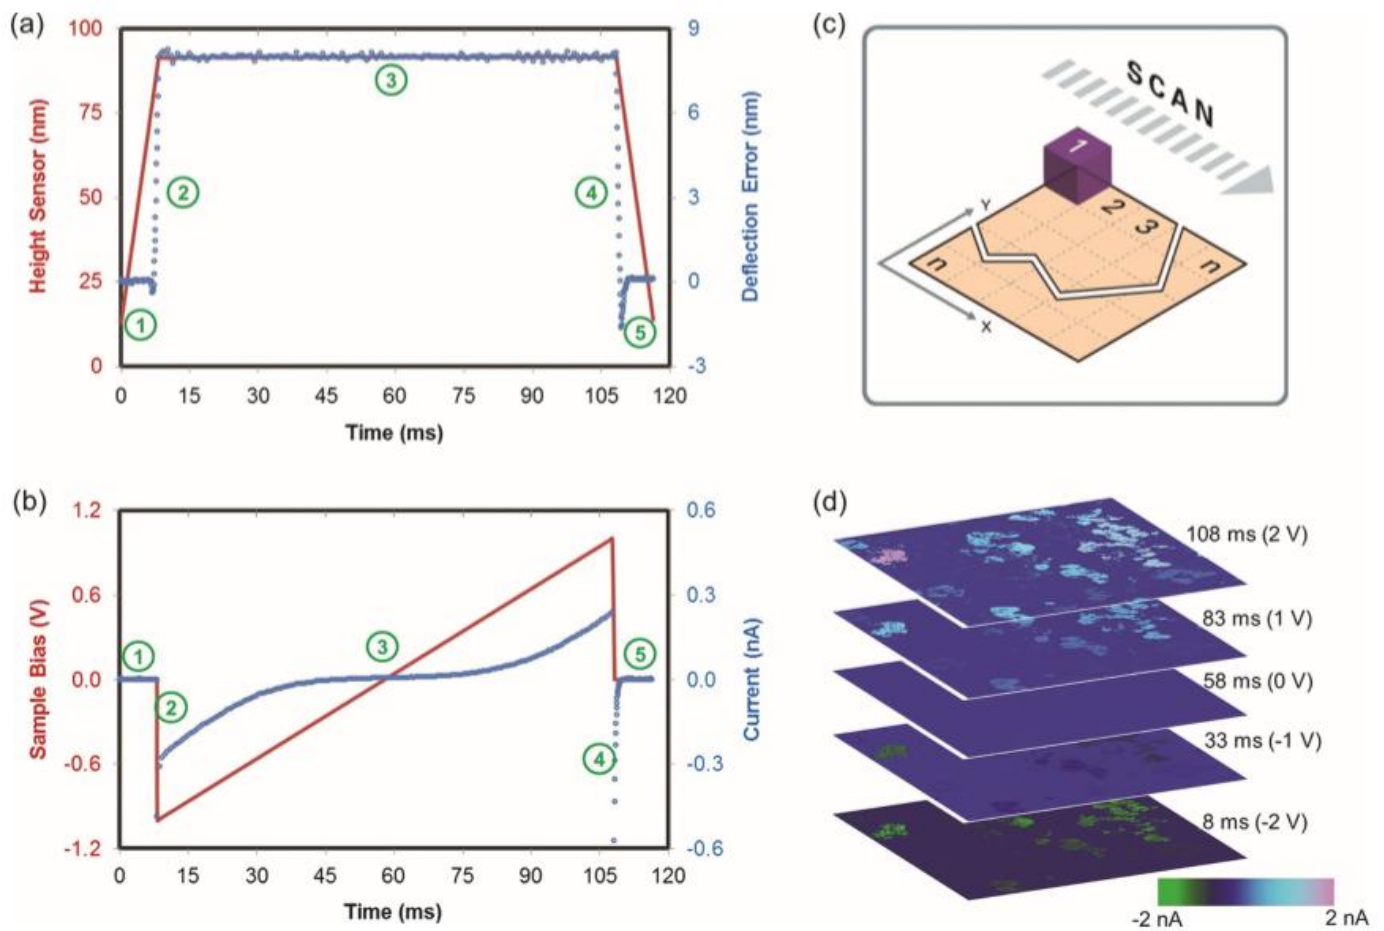 (a)
100
75
50
25
0
Height Sensor (nm)
9
6
3
0
-3
Deflection Error (nm)
1
2
3
4
5
0 15 30 45 60 75 90 105 120
Time (ms)
(c)
SCAN
1
2
3
n
n
Y
X
(b)
1.2
0.6
0.0
-0.6
-1.2
Sample Bias (V)
0.6
0.3
0.0
-0.3
-0.6
Current (nA)
1
2
3
4
5
0 15 30 45 60 75 90 105 120
Time (ms)
(d)
108 ms (2 V)
83 ms (1 V)
58 ms (0 V)
33 ms (-1 V)
8 ms (-2 V)
-2 nA 2 nA